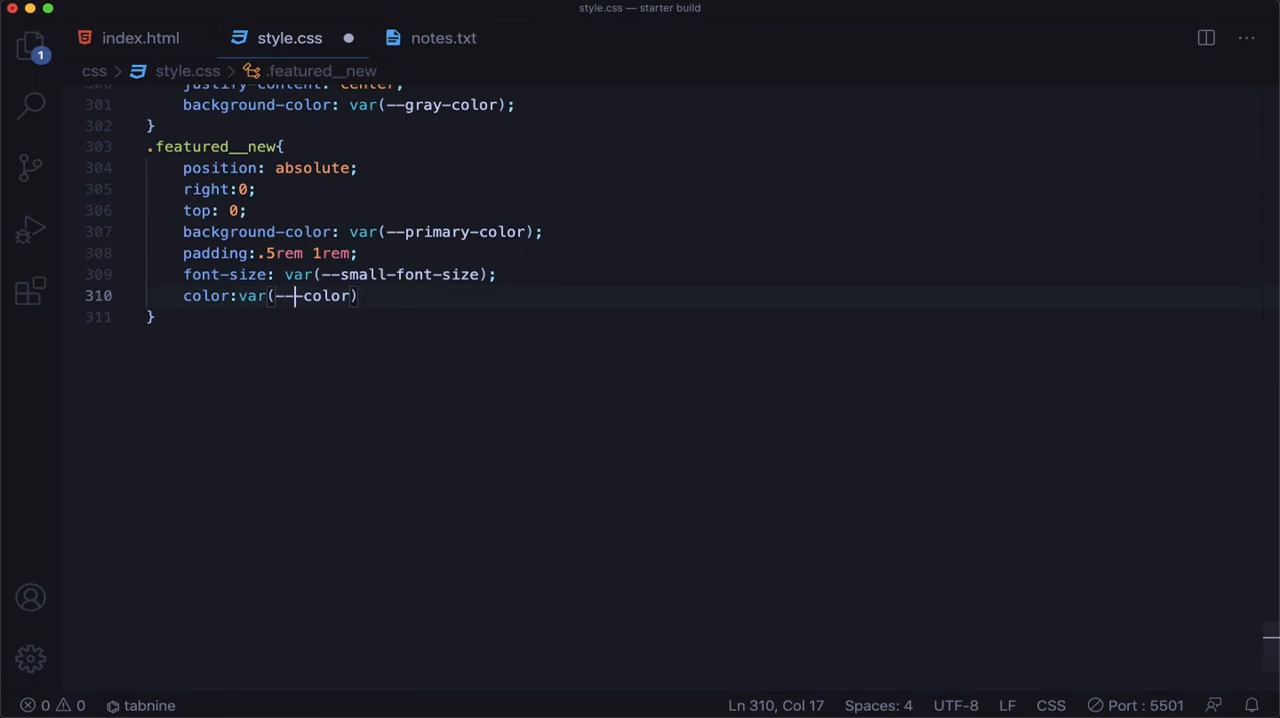 style.css — starter build
index.html
style.css
notes.txt
1
css > style.css > .featured__new
300 justify-content: center;
301 background-color: var(--gray-color);
302 }
303 .featured__new{
304 position: absolute;
305 right:0;
306 top: 0;
307 background-color: var(--primary-color);
308 padding:.5rem 1rem;
309 font-size: var(--small-font-size);
310 color:var(---color)
311 }
0 0 tabnine Ln 310, Col 17 Spaces: 4 UTF-8 LF CSS Port : 5501